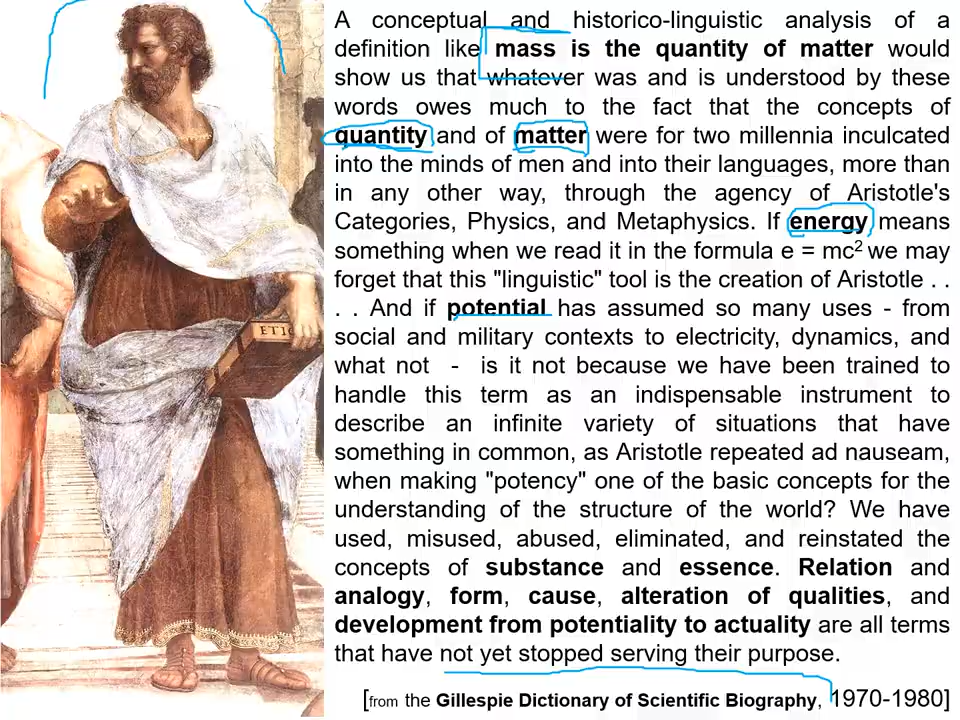 A conceptual and historico-linguistic analysis of a
definition like mass is the quantity of matter would
show us that whatever was and is understood by these
words owes much to the fact that the concepts of
quantity and of matter were for two millennia inculcated
into the minds of men and into their languages, more than
in any other way, through the agency of Aristotle's
Categories, Physics, and Metaphysics. If energy means
something when we read it in the formula e = mc² we may
forget that this "linguistic" tool is the creation of Aristotle . .
. . And if potential has assumed so many uses - from
social and military contexts to electricity, dynamics, and
what not - is it not because we have been trained to
handle this term as an indispensable instrument to
describe an infinite variety of situations that have
something in common, as Aristotle repeated ad nauseam,
when making "potency" one of the basic concepts for the
understanding of the structure of the world? We have
used, misused, abused, eliminated, and reinstated the
concepts of substance and essence. Relation and
analogy, form, cause, alteration of qualities, and
development from potentiality to actuality are all terms
that have not yet stopped serving their purpose.
[from the Gillespie Dictionary of Scientific Biography, 1970-1980]
ETIC